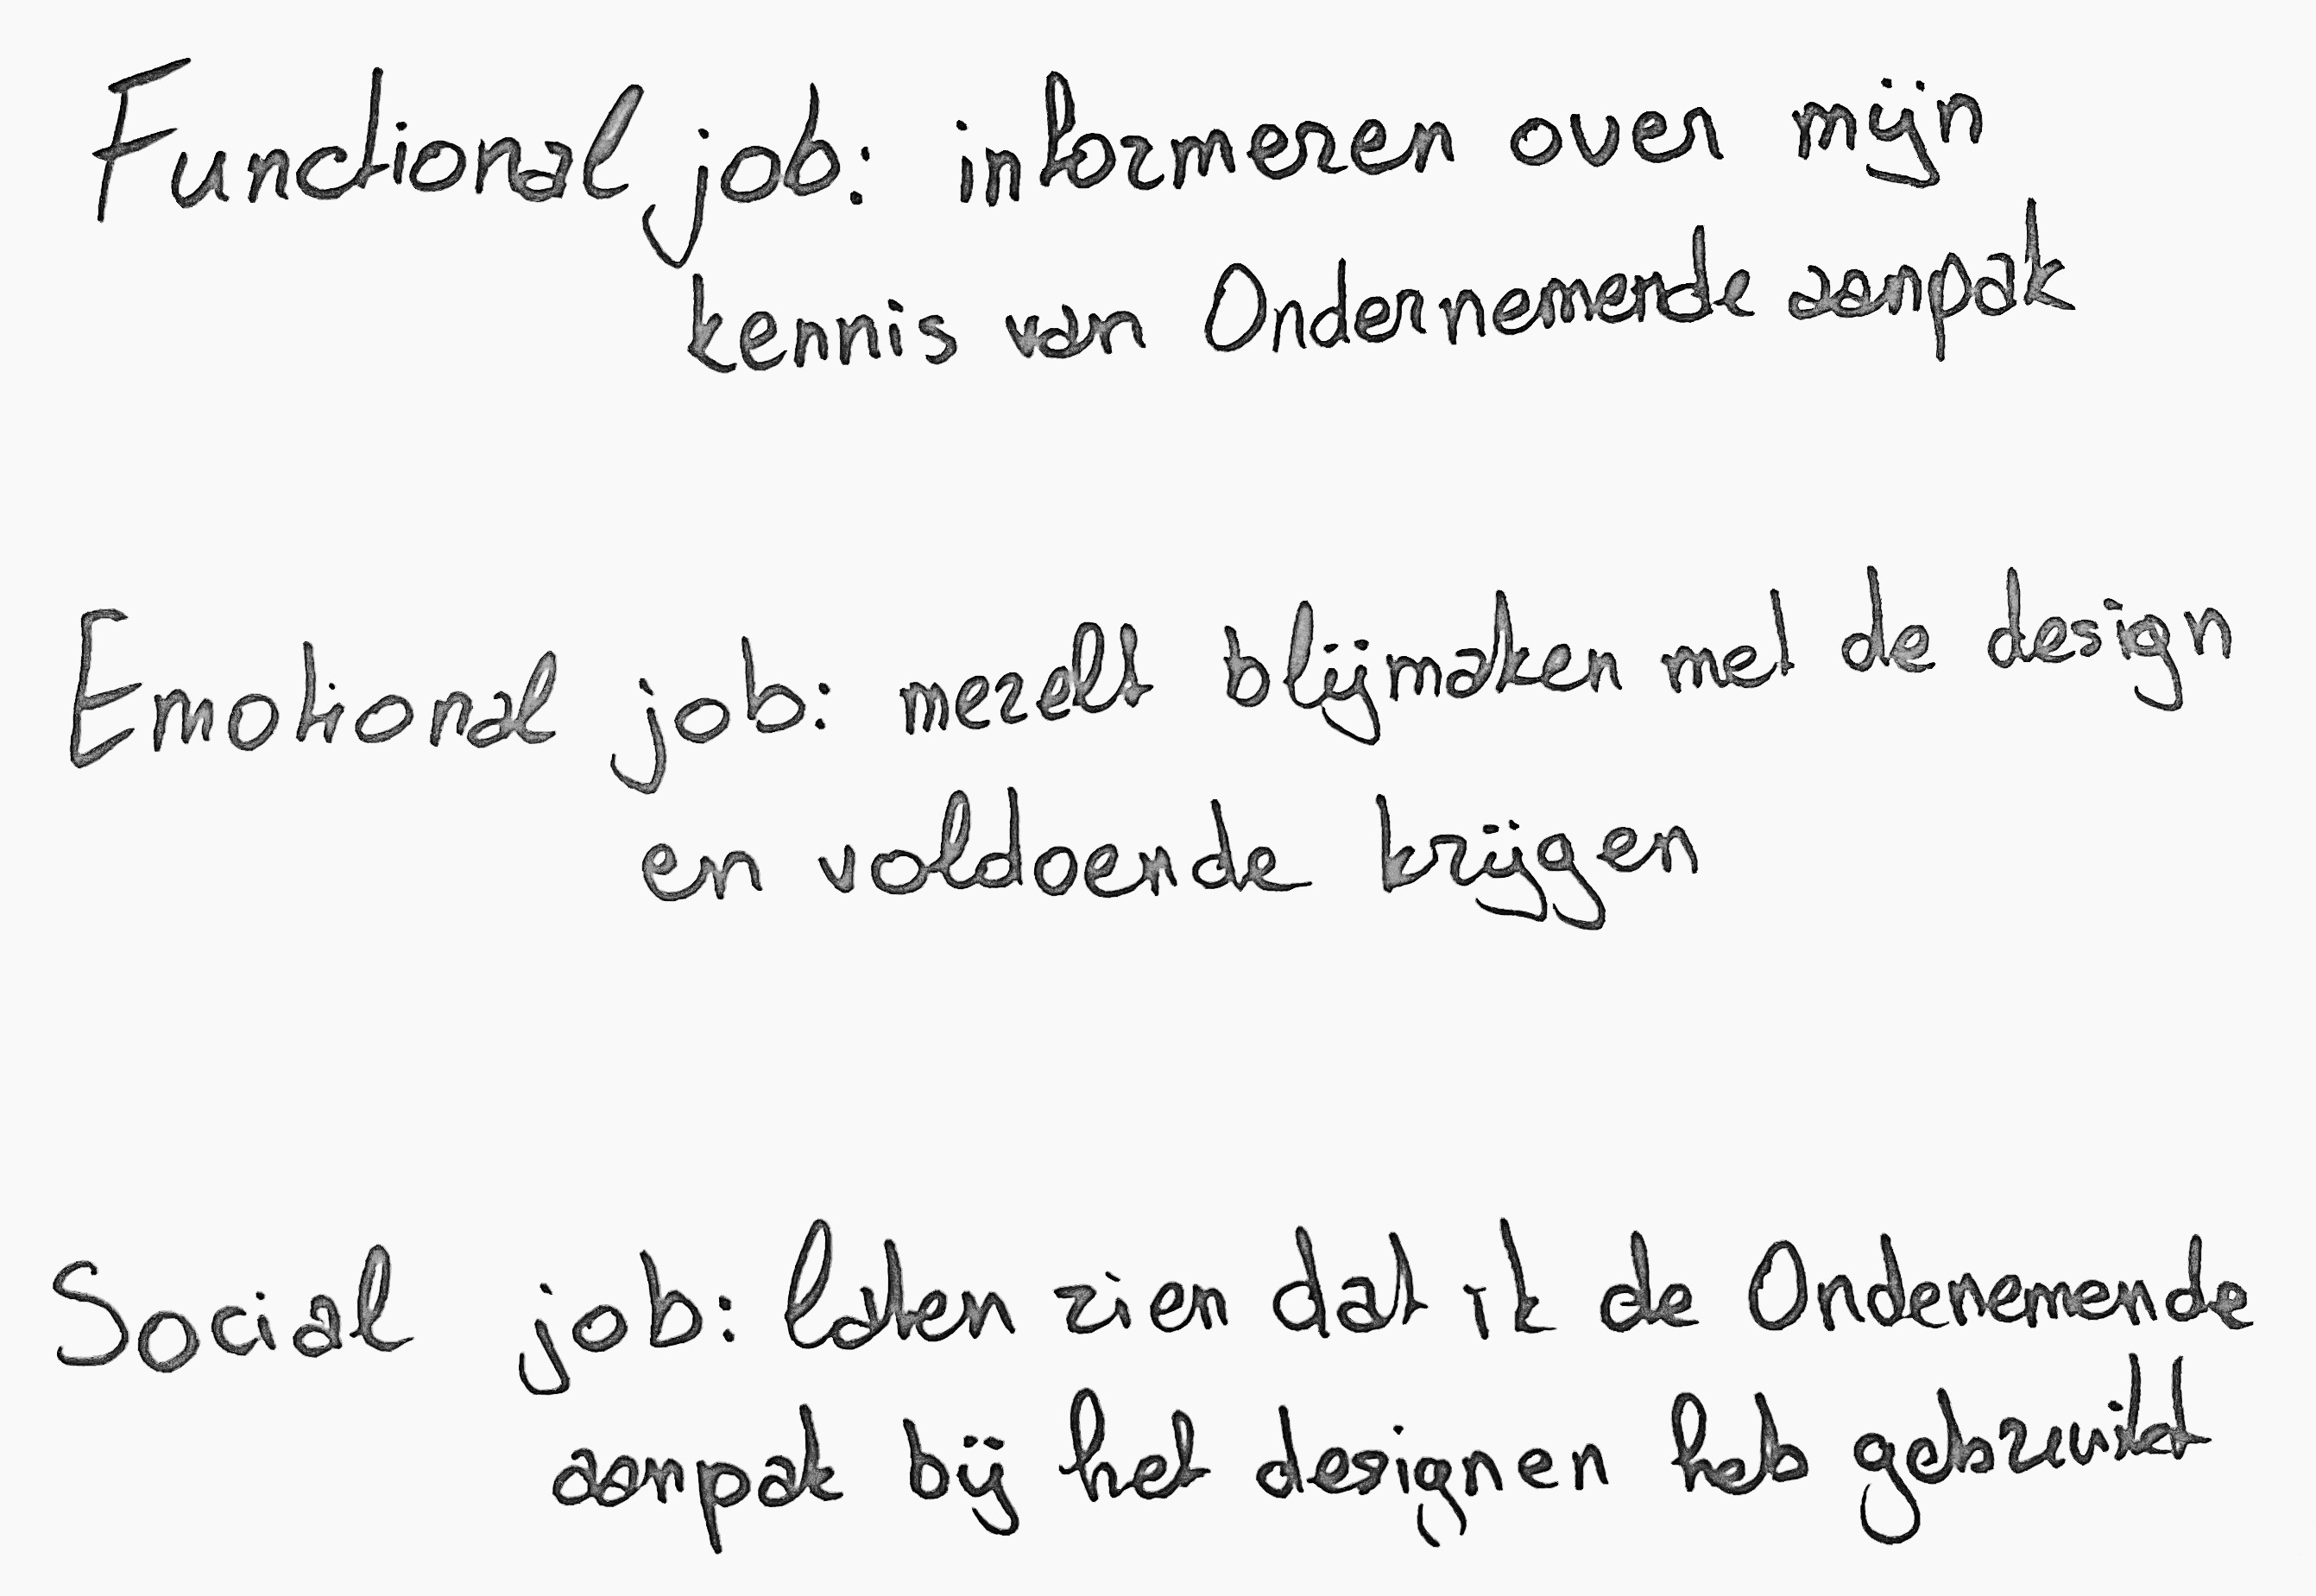 Functional job: informeren over mijn
kennis van Ondernemende aanpak
Emotional job: mezelf blijmaken met de design
en voldoende krijgen
Social job: laten zien dat ik de Ondenemende
aanpak bij het designen heb gebruikt